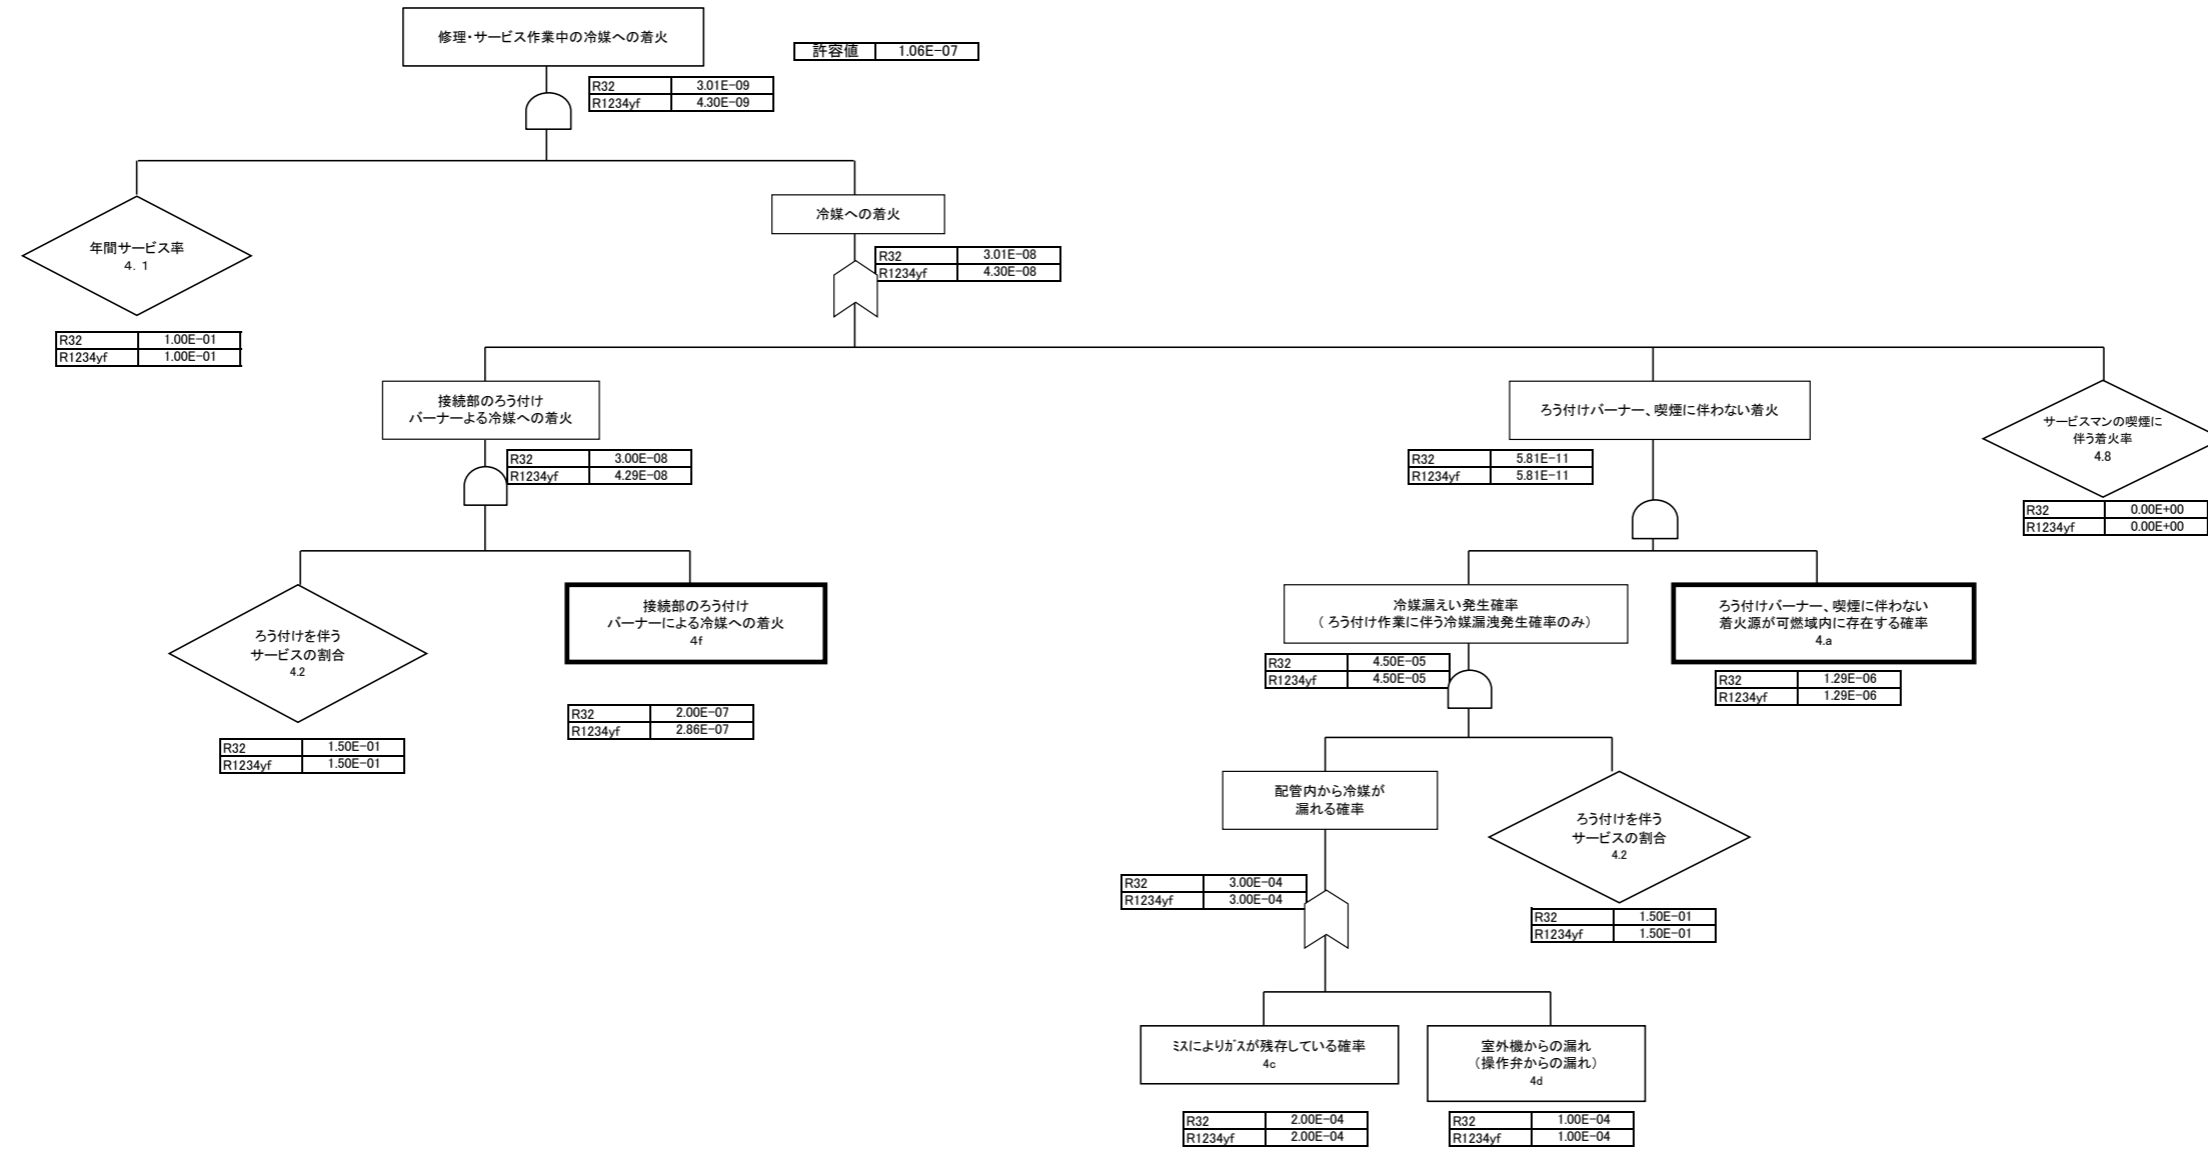 修理・サービス作業中の冷媒への着火
許容値 1.06E-07
R32 3.01E-09
R1234yf 4.30E-09
冷媒への着火
年間サービス率
4. 1
R32 3.01E-08
R1234yf 4.30E-08
R32 1.00E-01
R1234yf 1.00E-01
接続部のろう付け
バーナーよる冷媒への着火
ろう付けバーナー、喫煙に伴わない着火
サービスマンの喫煙に
伴う着火率
4.8
R32 3.00E-08
R1234yf 4.29E-08
R32 5.81E-11
R1234yf 5.81E-11
R32 0.00E+00
R1234yf 0.00E+00
ろう付けを伴う
サービスの割合
4.2
接続部のろう付け
バーナーによる冷媒への着火
4f
冷媒漏えい発生確率
(ろう付け作業に伴う冷媒漏洩発生確率のみ)
ろう付けバーナー、喫煙に伴わない
着火源が可燃域内に存在する確率
4.a
R32 4.50E-05
R1234yf 4.50E-05
R32 1.29E-06
R1234yf 1.29E-06
R32 2.00E-07
R1234yf 2.86E-07
R32 1.50E-01
R1234yf 1.50E-01
配管内から冷媒が
漏れる確率
ろう付けを伴う
サービスの割合
4.2
R32 3.00E-04
R1234yf 3.00E-04
R32 1.50E-01
R1234yf 1.50E-01
ミスによりガスが残存している確率
4c
室外機からの漏れ
(操作弁からの漏れ)
4d
R32 2.00E-04
R1234yf 2.00E-04
R32 1.00E-04
R1234yf 1.00E-04